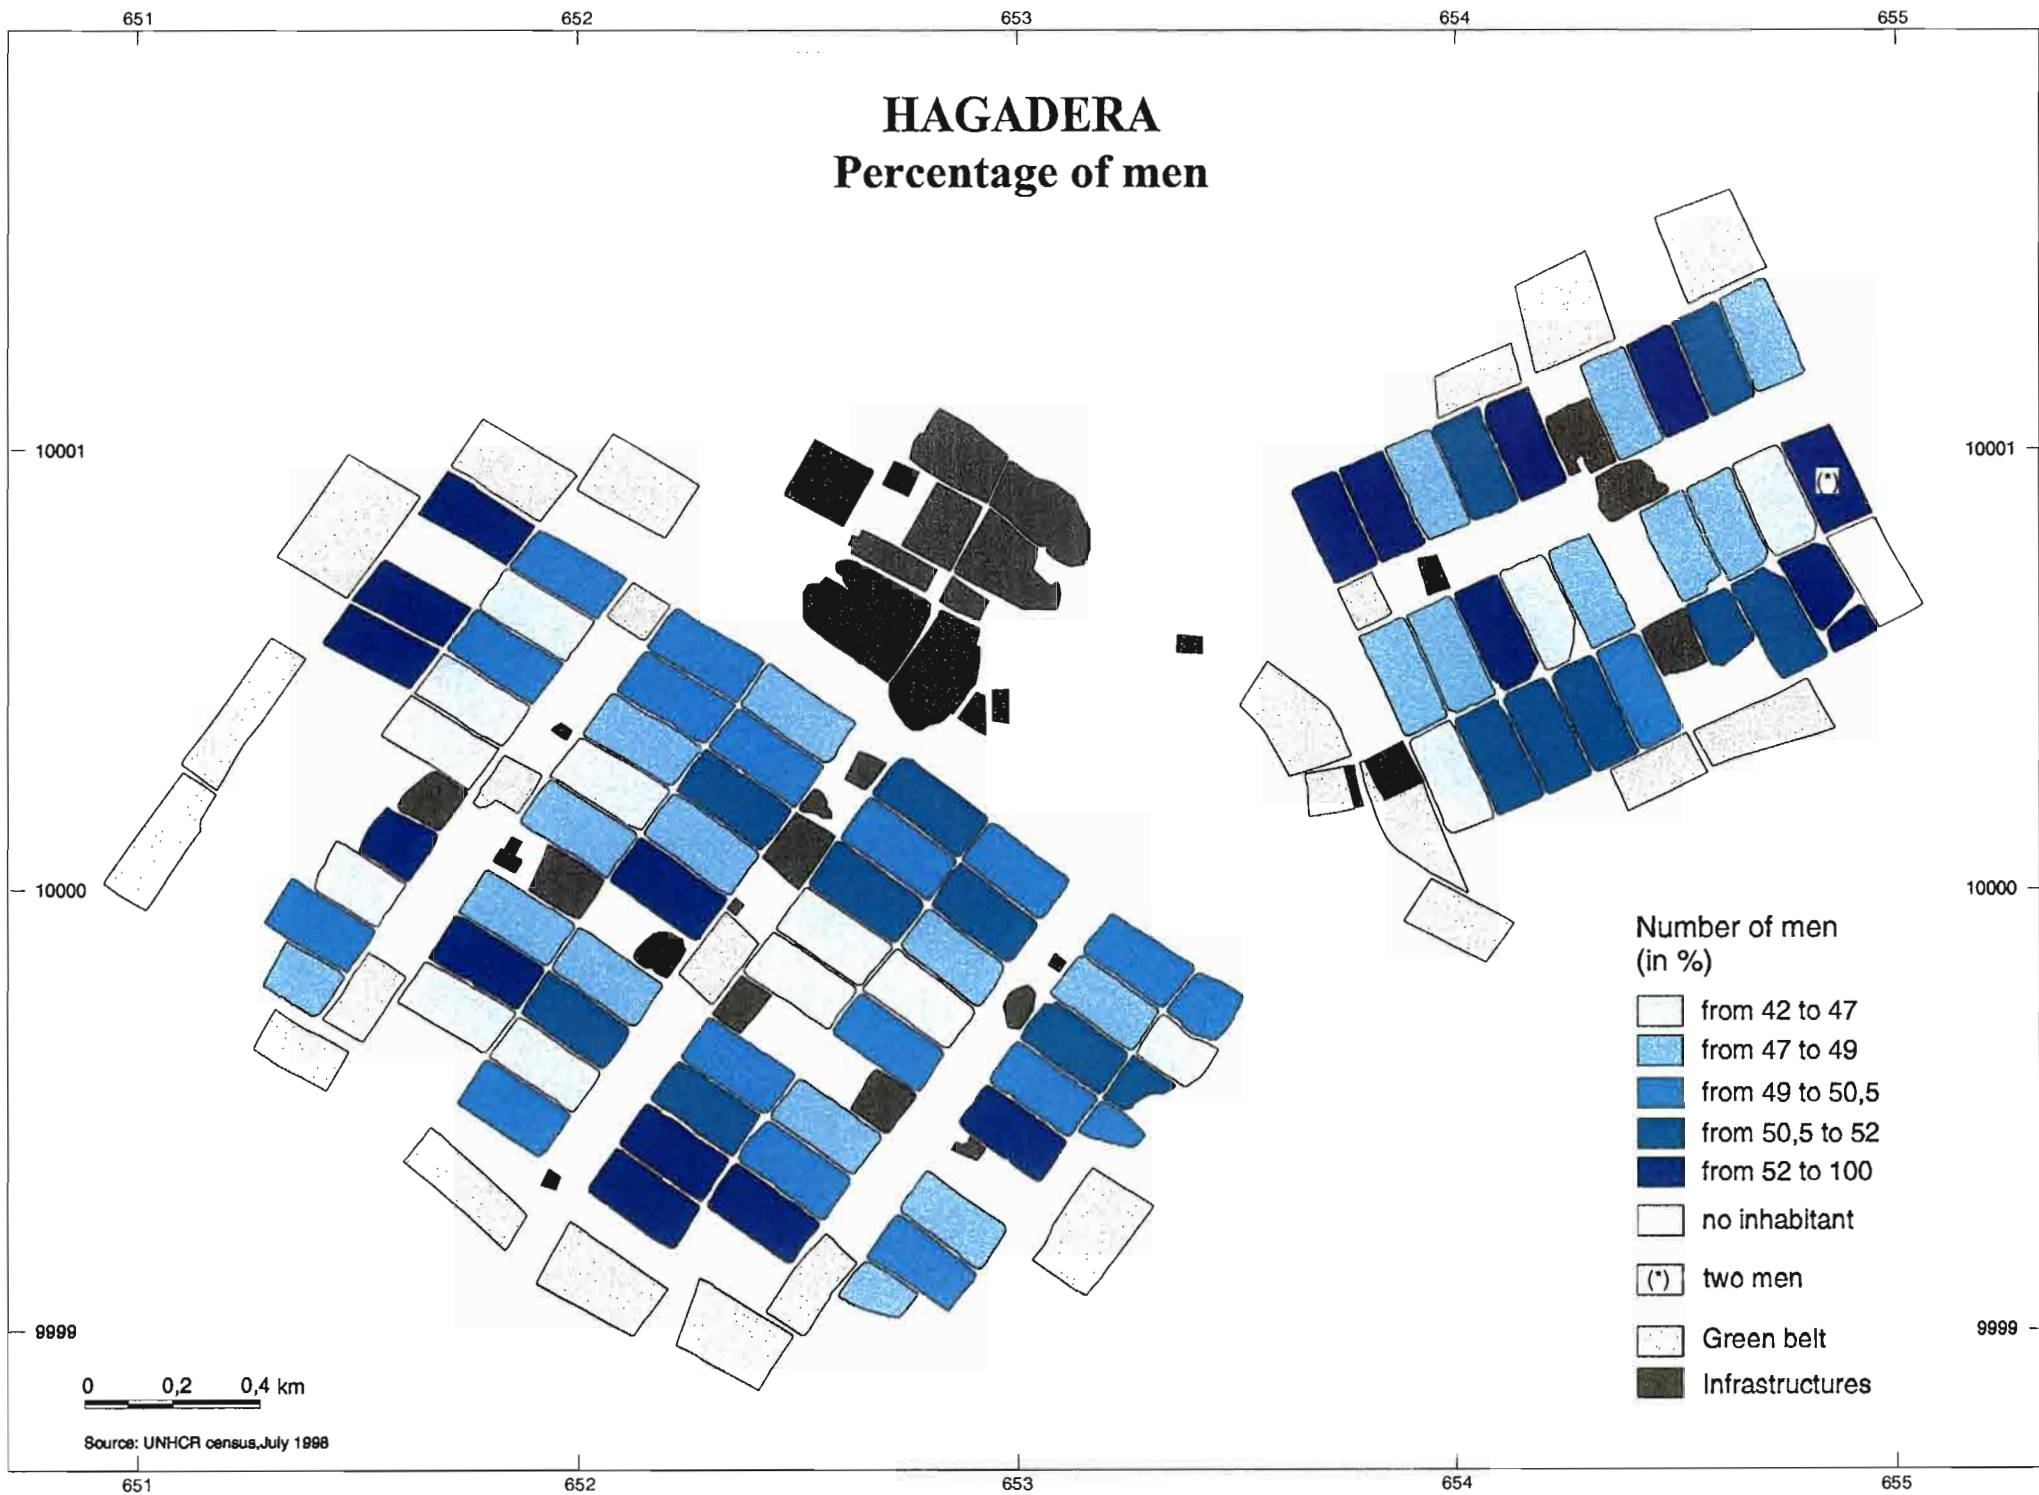 651 652 653 654 655
HAGADERA
Percentage of men
10001 10001
(*)
10000 10000
Number of men
(in %)
from 42 to 47
from 47 to 49
from 49 to 50,5
from 50,5 to 52
from 52 to 100
no inhabitant
(*) two men
9999 9999
Green belt
Infrastructures
0 0,2 0,4 km
Source: UNHCR census,July 1998
651 652 653 654 655